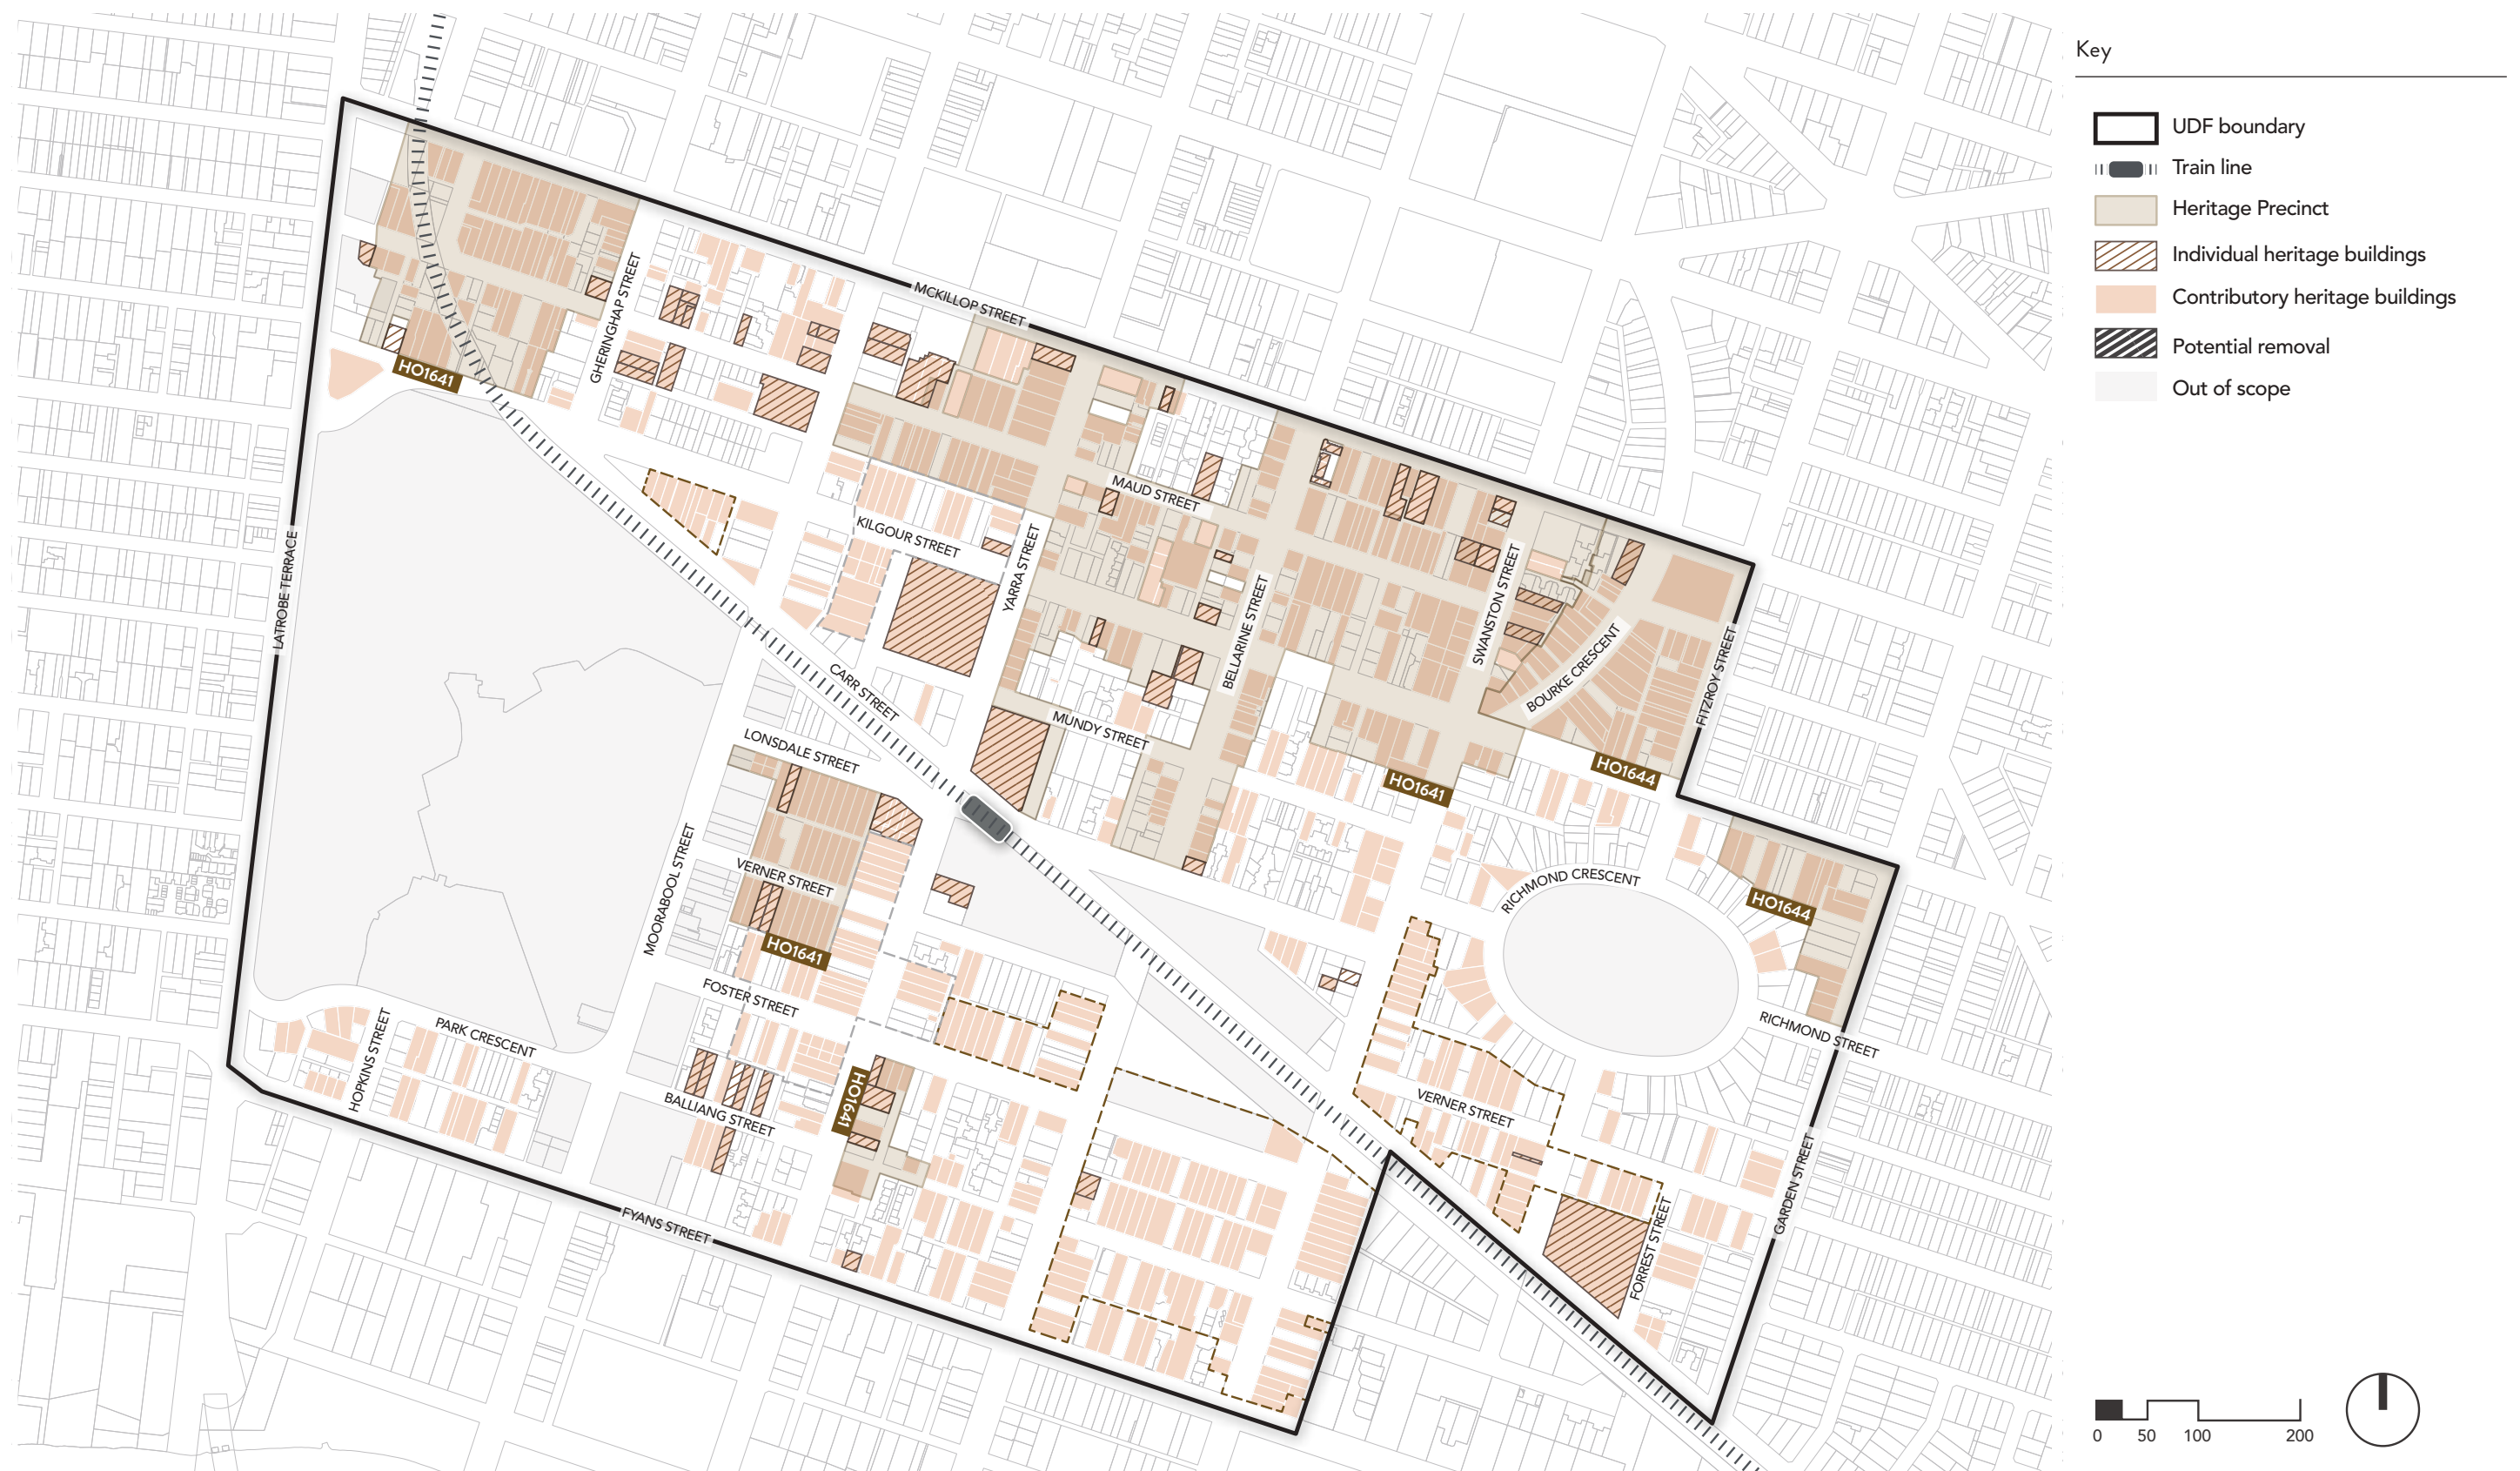 Key
UDF boundary
Train line
Heritage Precinct
Individual heritage buildings
Contributory heritage buildings
Potential removal
Out of scope
MCKILLOP STREET
GHERINGHAP STREET
HO1641
MAUD STREET
KILGOUR STREET
YARRA STREET
LATROBE TERRACE
BELLARINE STREET
SWANSTON STREET
BOURKE CRESCENT
FITZROY STREET
CARR STREET
MUNDY STREET
LONSDALE STREET
HO1641
HO1644
MOORABOOL STREET
VERNER STREET
RICHMOND CRESCENT
HO1644
HO1641
FOSTER STREET
PARK CRESCENT
HOPKINS STREET
RICHMOND STREET
HO1641
BALLIANG STREET
VERNER STREET
GARDEN STREET
FORREST STREET
FYANS STREET
0 50 100 200